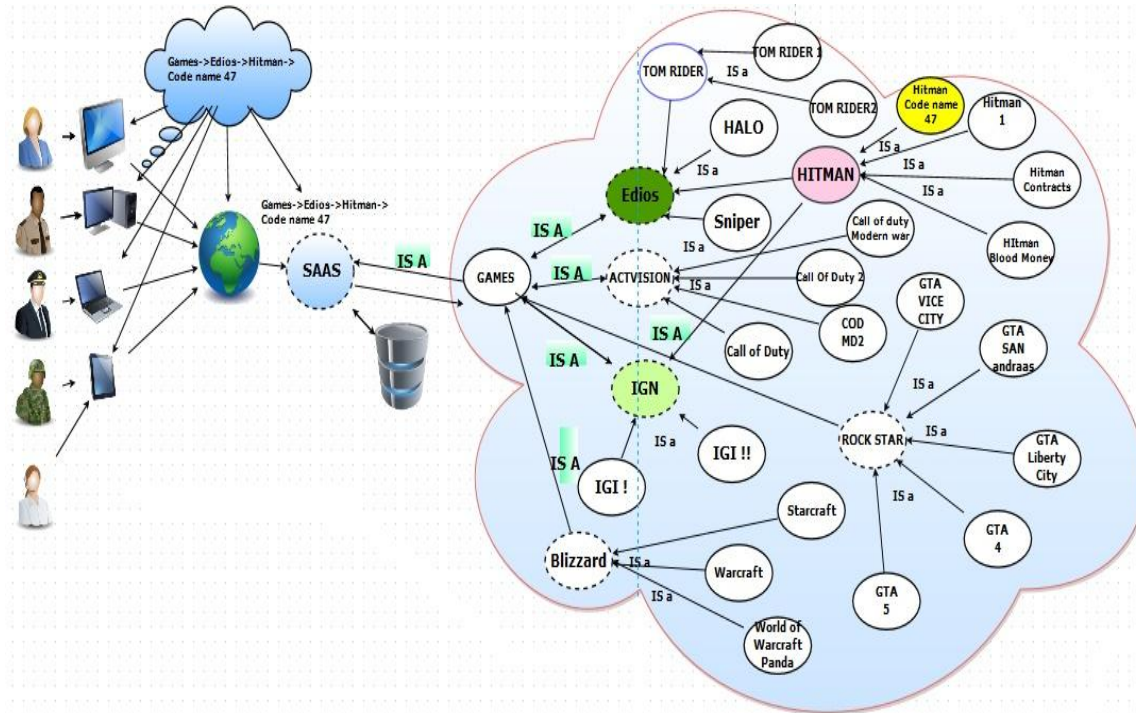 Games->Edios->Hitman->
Code name 47
Games->Edios->Hitman->
Code name 47
SAAS
IS A
GAMES
IS A
IS A
IS A
IS A
IS A
TOM RIDER
TOM RIDER 1
IS a
TOM RIDER2
HALO
IS a
Edios
Sniper
Hitman
Code name
47
Hitman
1
IS a
HITMAN
IS a
IS a
Hitman
Contracts
HItman
Blood Money
IS a
Call of duty
Modern war
ACTVISION
IS a
Call Of Duty 2
COD
MD2
Call of Duty
GTA
VICE
CITY
GTA
SAN
andraas
IGN
IS a
IGI !
IGI !!
IS a
ROCK STAR
IS a
GTA
Liberty
City
IS a
GTA
4
GTA
5
Starcraft
Blizzard
IS a
Warcraft
IS a
World of
Warcraft
Panda